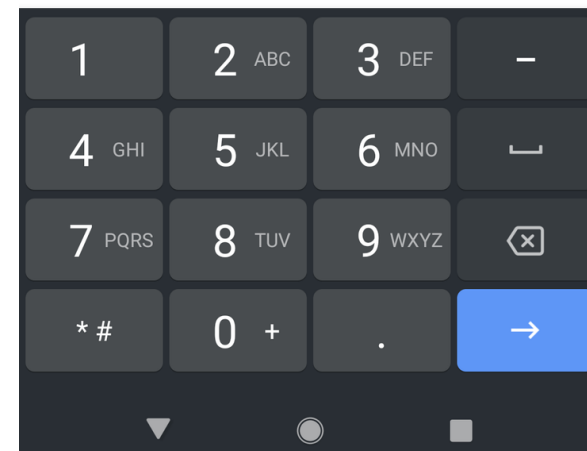 1 2 ABC 3 DEF -
4 GHI 5 JKL 6 MNO
7 PQRS 8 TUV 9 WXYZ
* # 0 + .